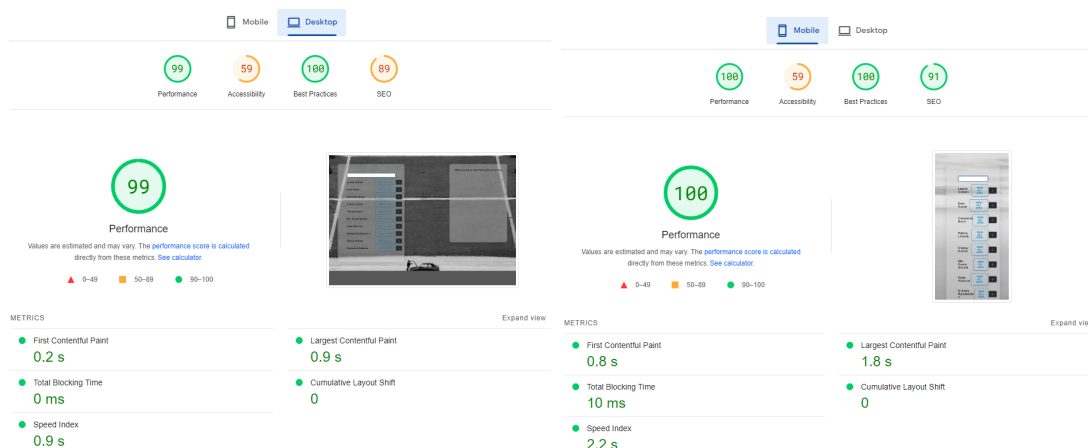 Mobile
Desktop
99
59
100
89
Performance
Accessibility
Best Practices
SEO
99
Performance
Values are estimated and may vary. The performance score is calculated
directly from these metrics. See calculator.
0–49
50–89
90–100
METRICS
Expand view
First Contentful Paint
0.2 s
Largest Contentful Paint
0.9 s
Total Blocking Time
0 ms
Cumulative Layout Shift
0
Speed Index
0.9 s
Mobile
Desktop
100
59
100
91
Performance
Accessibility
Best Practices
SEO
100
Performance
Values are estimated and may vary. The performance score is calculated
directly from these metrics. See calculator.
0–49
50–89
90–100
METRICS
Expand vie
First Contentful Paint
0.8 s
Largest Contentful Paint
1.8 s
Total Blocking Time
10 ms
Cumulative Layout Shift
0
Speed Index
2.2 s